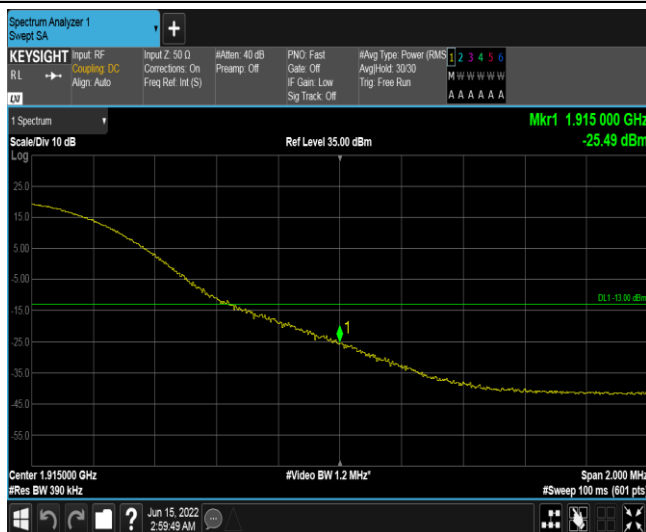 Spectrum Analyzer 1
Swept SA
KEYSIGHT
RL
LXI
Input: RF
Coupling: DC
Align: Auto
Input Z: 50 Ω
Corrections: On
Freq Ref: Int (S)
#Atten: 40 dB
Preamp: Off
PNO: Fast
Gate: Off
IF Gain: Low
Sig Track: Off
#Avg Type: Power (RMS
Avg|Hold: 30/30
Trig: Free Run
1 2 3 4 5 6
M W W W W W
A A A A A A
1 Spectrum
Mkr1 1.915 000 GHz
Scale/Div 10 dB
Ref Level 35.00 dBm
-25.49 dBm
Log
25.0
15.0
5.00
-5.00
DL1 -13.00 dBm
-15.0
1
-25.0
-35.0
-45.0
-55.0
Center 1.915000 GHz
#Video BW 1.2 MHz*
Span 2.000 MHz
#Res BW 390 kHz
#Sweep 100 ms (601 pts)
?
Jun 15, 2022
2:59:49 AM